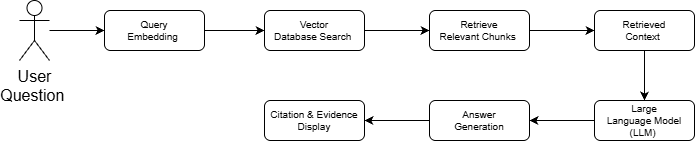 User
Question
Query
Embedding
Vector
Database Search
Retrieve
Relevant Chunks
Retrieved
Context
Large
Language Model
(LLM)
Answer
Generation
Citation & Evidence
Display